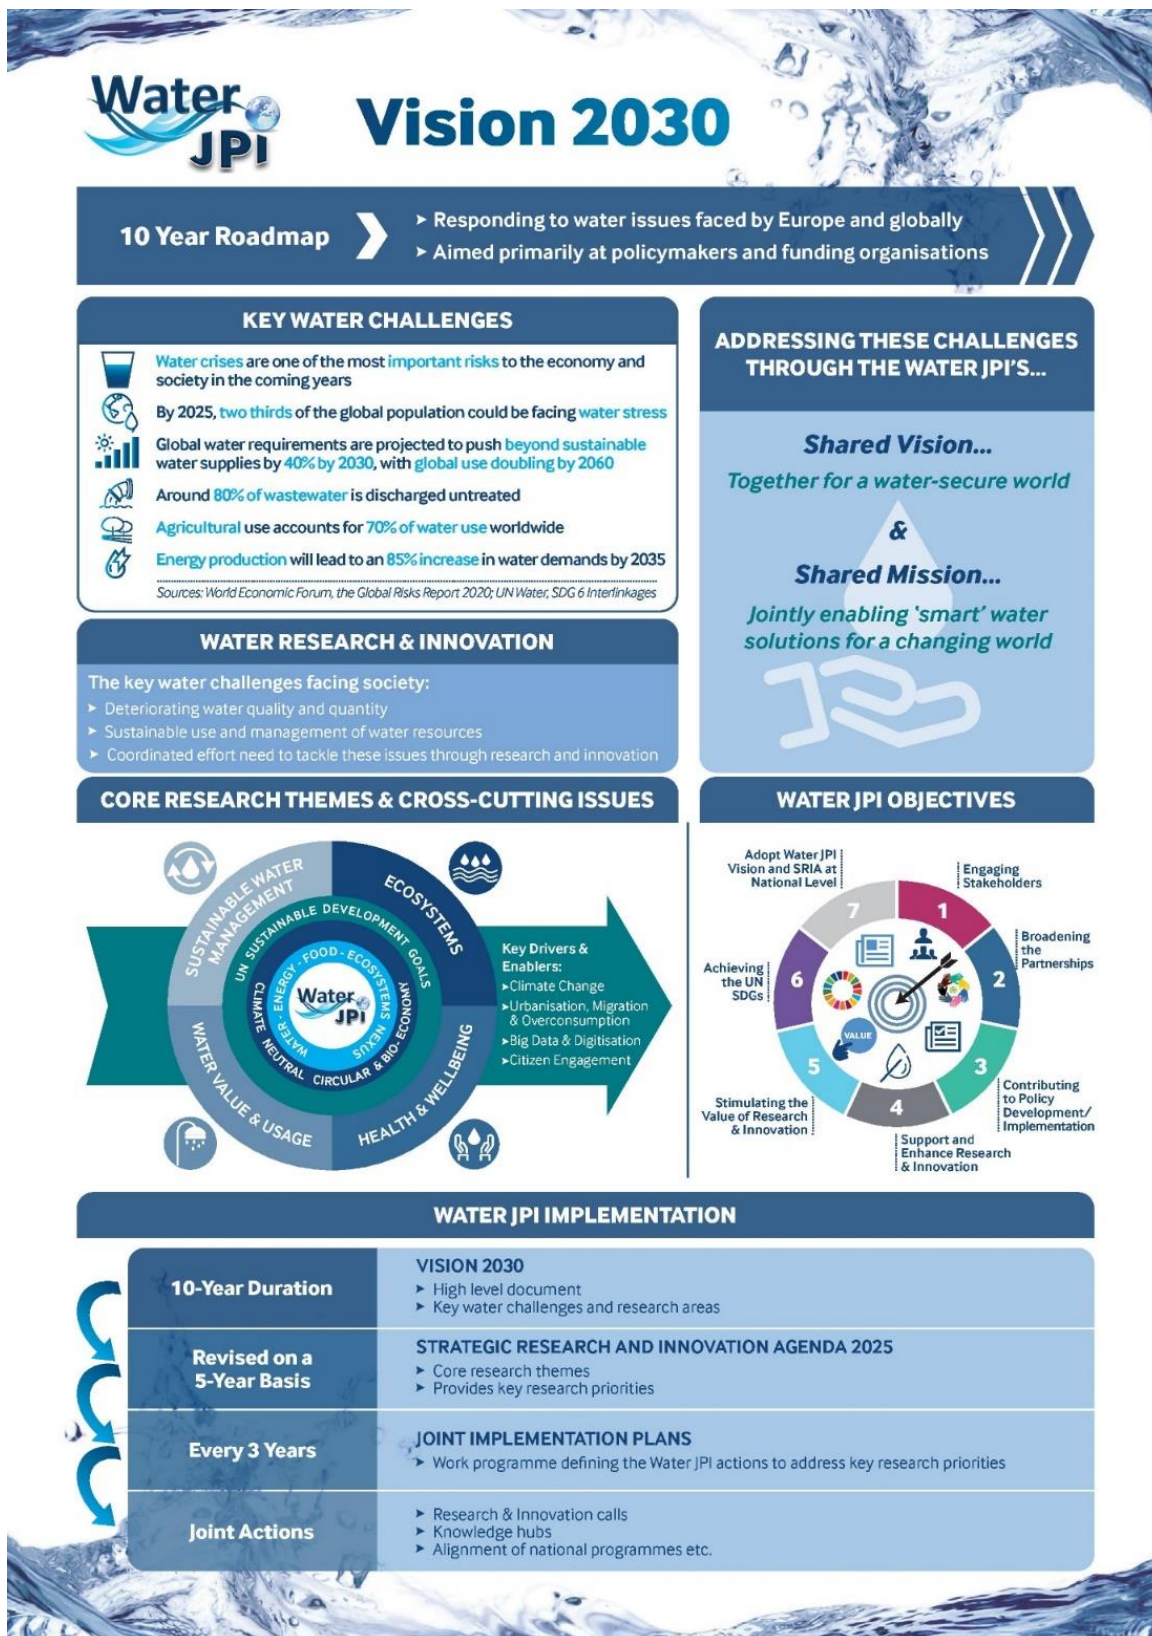 Water
JPI
Vision 2030
10 Year Roadmap
➤ Responding to water issues faced by Europe and globally
➤ Aimed primarily at policymakers and funding organisations
KEY WATER CHALLENGES
Water crises are one of the most important risks to the economy and
society in the coming years
By 2025, two thirds of the global population could be facing water stress
Global water requirements are projected to push beyond sustainable
water supplies by 40% by 2030, with global use doubling by 2060
Around 80% of wastewater is discharged untreated
Agricultural use accounts for 70% of water use worldwide
Energy production will lead to an 85% increase in water demands by 2035
Sources: World Economic Forum, the Global Risks Report 2020; UN Water, SDG 6 Interlinkages
ADDRESSING THESE CHALLENGES
THROUGH THE WATER JPI'S...
Shared Vision...
Together for a water-secure world
&
Shared Mission...
Jointly enabling ‘smart’ water
solutions for a changing world
WATER RESEARCH & INNOVATION
The key water challenges facing society:
➤ Deteriorating water quality and quantity
➤ Sustainable use and management of water resources
➤ Coordinated effort need to tackle these issues through research and innovation
CORE RESEARCH THEMES & CROSS-CUTTING ISSUES
SUSTAINABLE WATER
MANAGEMENT
ECOSYSTEMS
HEALTH & WELLBEING
WATER VALUE & USAGE
UN SUSTAINABLE DEVELOPMENT GOALS
CLIMATE NEUTRAL CIRCULAR & BIO-ECONOMY
WATER-ENERGY-FOOD-ECOSYSTEMS NEXUS
Water
JPI
Key Drivers &
Enablers:
➤Climate Change
➤Urbanisation, Migration
& Overconsumption
➤Big Data & Digitisation
➤Citizen Engagement
WATER JPI OBJECTIVES
1
Engaging
Stakeholders
2
Broadening
the
Partnerships
3
Contributing
to Policy
Development/
Implementation
4
Support and
Enhance Research
& Innovation
5
Stimulating the
Value of Research
& Innovation
6
Achieving
the UN
SDGs
7
Adopt Water JPI
Vision and SRIA at
National Level
VALUE
WATER JPI IMPLEMENTATION
10-Year Duration
VISION 2030
➤ High level document
➤ Key water challenges and research areas
Revised on a
5-Year Basis
STRATEGIC RESEARCH AND INNOVATION AGENDA 2025
➤ Core research themes
➤ Provides key research priorities
Every 3 Years
JOINT IMPLEMENTATION PLANS
➤ Work programme defining the Water JPI actions to address key research priorities
Joint Actions
➤ Research & Innovation calls
➤ Knowledge hubs
➤ Alignment of national programmes etc.